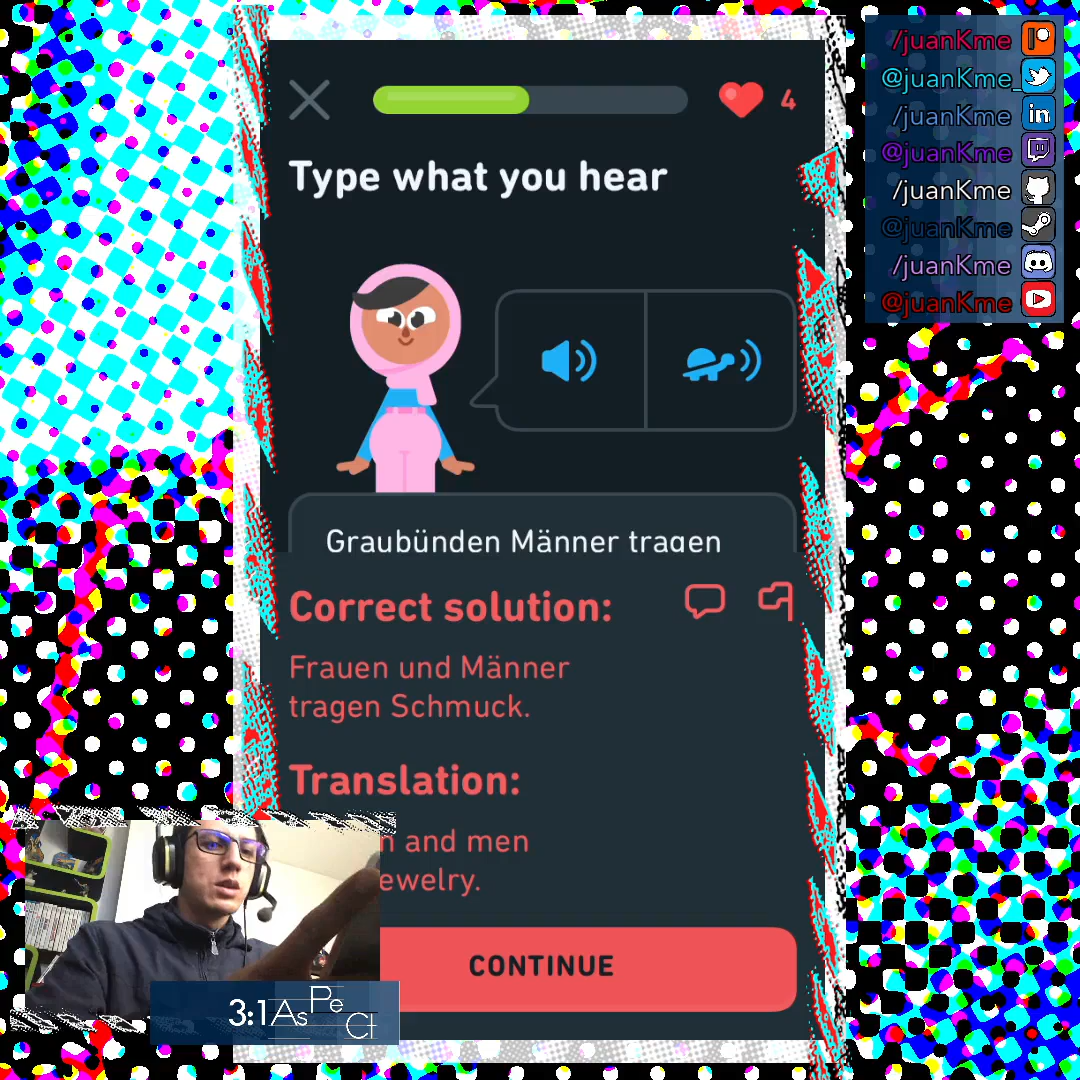 /juanKme
@juanKme_
/juanKme
@juanKme
/juanKme
@juanKme
/juanKme
@juanKme
4
Type what you hear
Graubünden Männer tragen
Correct solution:
Frauen und Männer
tragen Schmuck.
Translation:
and men
ewelry.
CONTINUE
3:1 AsPeCt